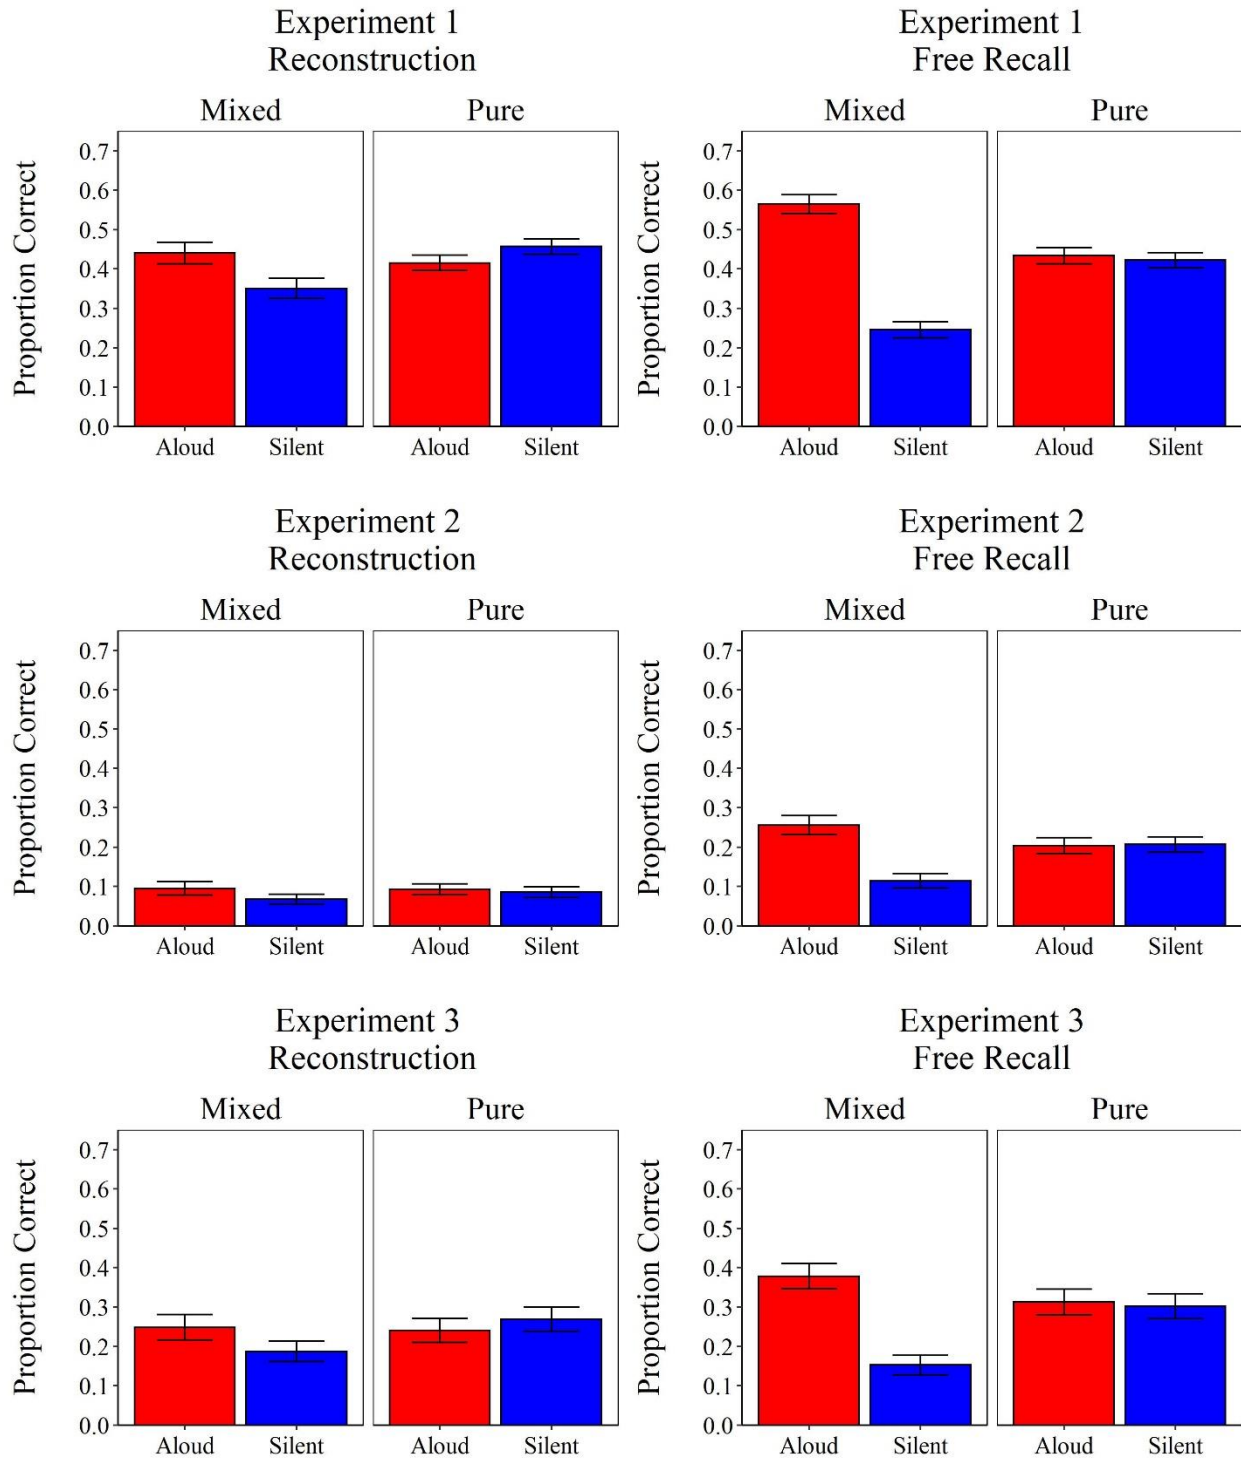 Experiment 1
Reconstruction
Mixed
Pure
Proportion Correct
0.7
0.6
0.5
0.4
0.3
0.2
0.1
0.0
Aloud
Silent
Aloud
Silent
Experiment 1
Free Recall
Mixed
Pure
Proportion Correct
0.7
0.6
0.5
0.4
0.3
0.2
0.1
0.0
Aloud
Silent
Aloud
Silent
Experiment 2
Reconstruction
Mixed
Pure
Proportion Correct
0.7
0.6
0.5
0.4
0.3
0.2
0.1
0.0
Aloud
Silent
Aloud
Silent
Experiment 2
Free Recall
Mixed
Pure
Proportion Correct
0.7
0.6
0.5
0.4
0.3
0.2
0.1
0.0
Aloud
Silent
Aloud
Silent
Experiment 3
Reconstruction
Mixed
Pure
Proportion Correct
0.7
0.6
0.5
0.4
0.3
0.2
0.1
0.0
Aloud
Silent
Aloud
Silent
Experiment 3
Free Recall
Mixed
Pure
Proportion Correct
0.7
0.6
0.5
0.4
0.3
0.2
0.1
0.0
Aloud
Silent
Aloud
Silent